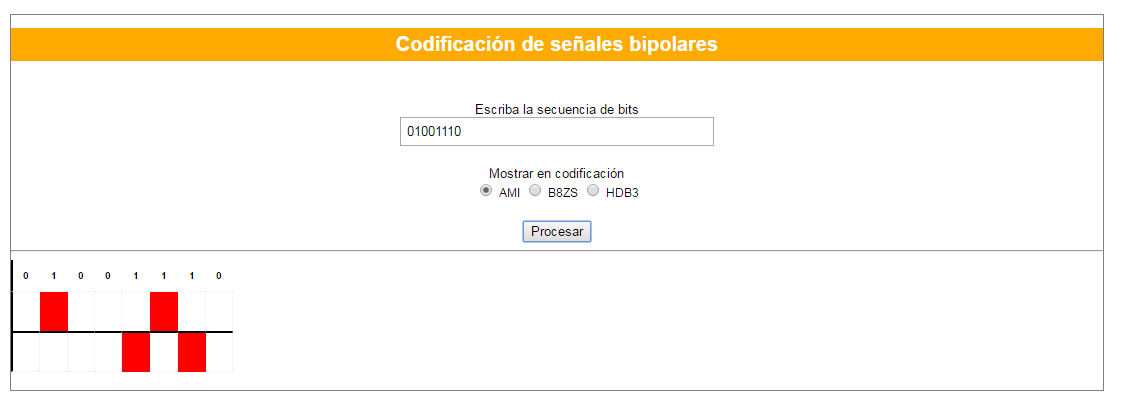 Codificación de señales bipolares
Escriba la secuencia de bits
01001110
Mostrar en codificación
AMI B8ZS HDB3
Procesar
0 1 0 0 1 1 1 0